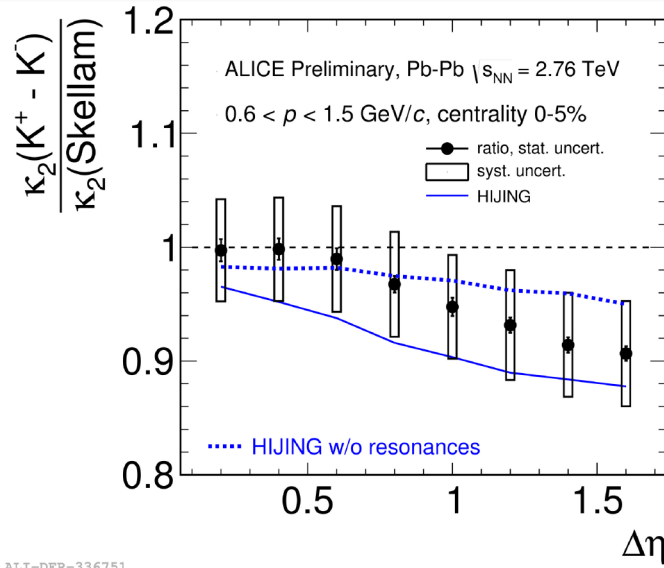 κ₂(K⁺ - K⁻)
κ₂(Skellam)
1.2
1.1
1
0.9
0.8
ALICE Preliminary, Pb-Pb √sNN = 2.76 TeV
0.6 < p < 1.5 GeV/c, centrality 0-5%
ratio, stat. uncert.
syst. uncert.
HIJING
HIJING w/o resonances
0.5
1
1.5
Δη